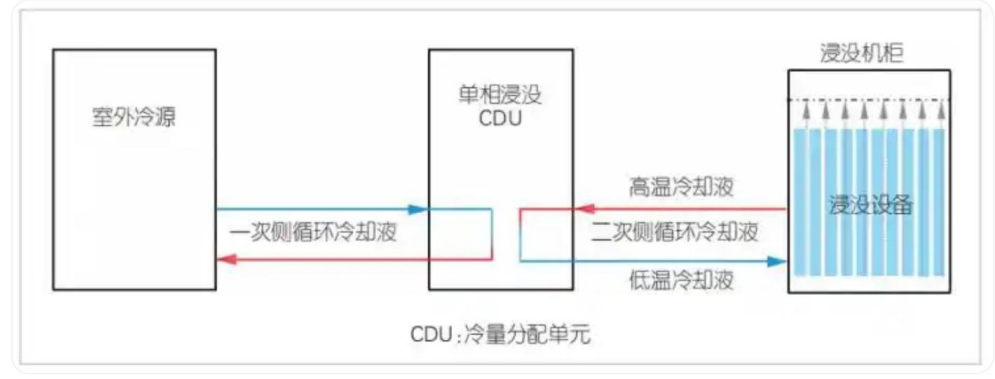 浸没机柜
室外冷源
单相浸没
CDU
高温冷却液
浸没设备
一次侧循环冷却液
二次侧循环冷却液
低温冷却液
CDU:冷量分配单元